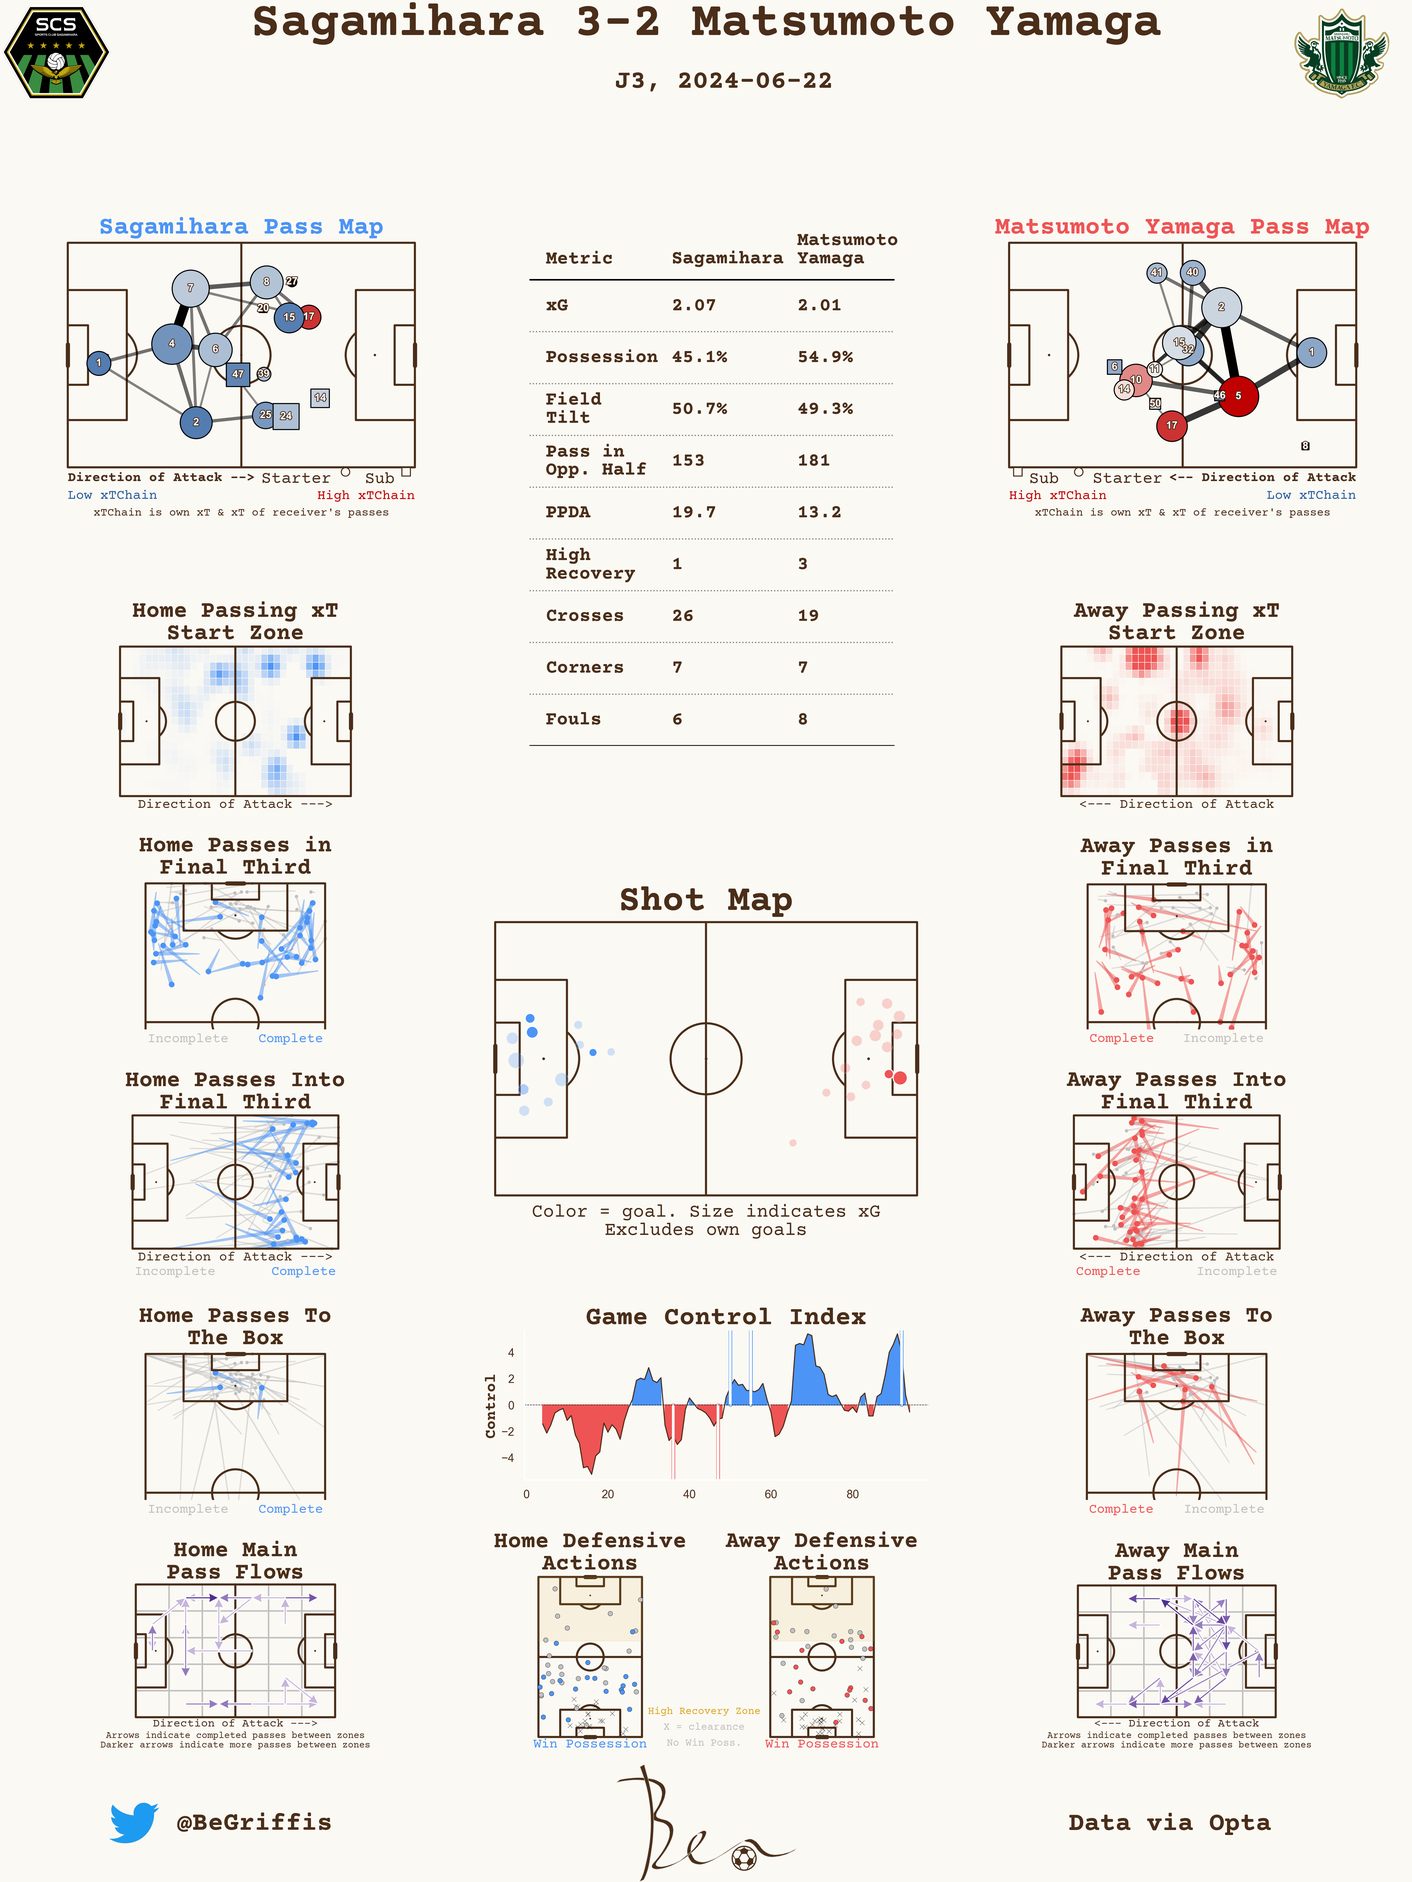 Sagamihara 3-2 Matsumoto Yamaga
J3, 2024-06-22
SCS
SPORTS CLUB SAGAMIHARA
MATSUMOTO
Sagamihara Pass Map
7
8
27
20
15
17
4
6
1
47
39
14
2
25
24
Direction of Attack --> Starter Sub
Low xTChain High xTChain
xTChain is own xT & xT of receiver's passes
Metric Sagamihara Matsumoto Yamaga
xG 2.07 2.01
Possession 45.1% 54.9%
Field Tilt 50.7% 49.3%
Pass in Opp. Half 153 181
PPDA 19.7 13.2
High Recovery 1 3
Crosses 26 19
Corners 7 7
Fouls 6 8
Matsumoto Yamaga Pass Map
41
40
2
15
32
1
6
11
10
14
46
5
50
17
8
Sub Starter <-- Direction of Attack
High xTChain Low xTChain
xTChain is own xT & xT of receiver's passes
Home Passing xT
Start Zone
Direction of Attack --->
Away Passing xT
Start Zone
<--- Direction of Attack
Home Passes in
Final Third
Incomplete Complete
Away Passes in
Final Third
Complete Incomplete
Shot Map
Color = goal. Size indicates xG
Excludes own goals
Home Passes Into
Final Third
Direction of Attack --->
Incomplete Complete
Away Passes Into
Final Third
<--- Direction of Attack
Complete Incomplete
Game Control Index
Control
4
2
0
−2
−4
0 20 40 60 80
Home Passes To
The Box
Incomplete Complete
Away Passes To
The Box
Complete Incomplete
Home Main
Pass Flows
Direction of Attack --->
Arrows indicate completed passes between zones
Darker arrows indicate more passes between zones
Home Defensive
Actions
Win Possession
Away Defensive
Actions
Win Possession
High Recovery Zone
X = clearance
No Win Poss.
Away Main
Pass Flows
<--- Direction of Attack
Arrows indicate completed passes between zones
Darker arrows indicate more passes between zones
@BeGriffis
Ben
Data via Opta